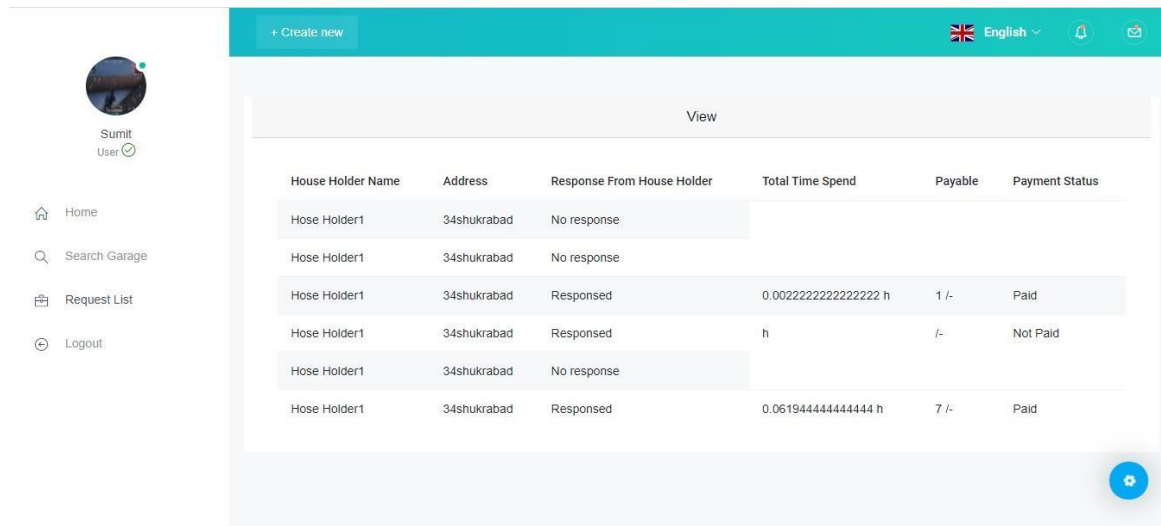 + Create new
English
Sumit
User
Home
Search Garage
Request List
Logout
View
House Holder Name Address Response From House Holder Total Time Spend Payable Payment Status
Hose Holder1 34shukrabad No response
Hose Holder1 34shukrabad No response
Hose Holder1 34shukrabad Responsed 0.0022222222222222 h 1 /- Paid
Hose Holder1 34shukrabad Responsed h /- Not Paid
Hose Holder1 34shukrabad No response
Hose Holder1 34shukrabad Responsed 0.061944444444444 h 7 /- Paid